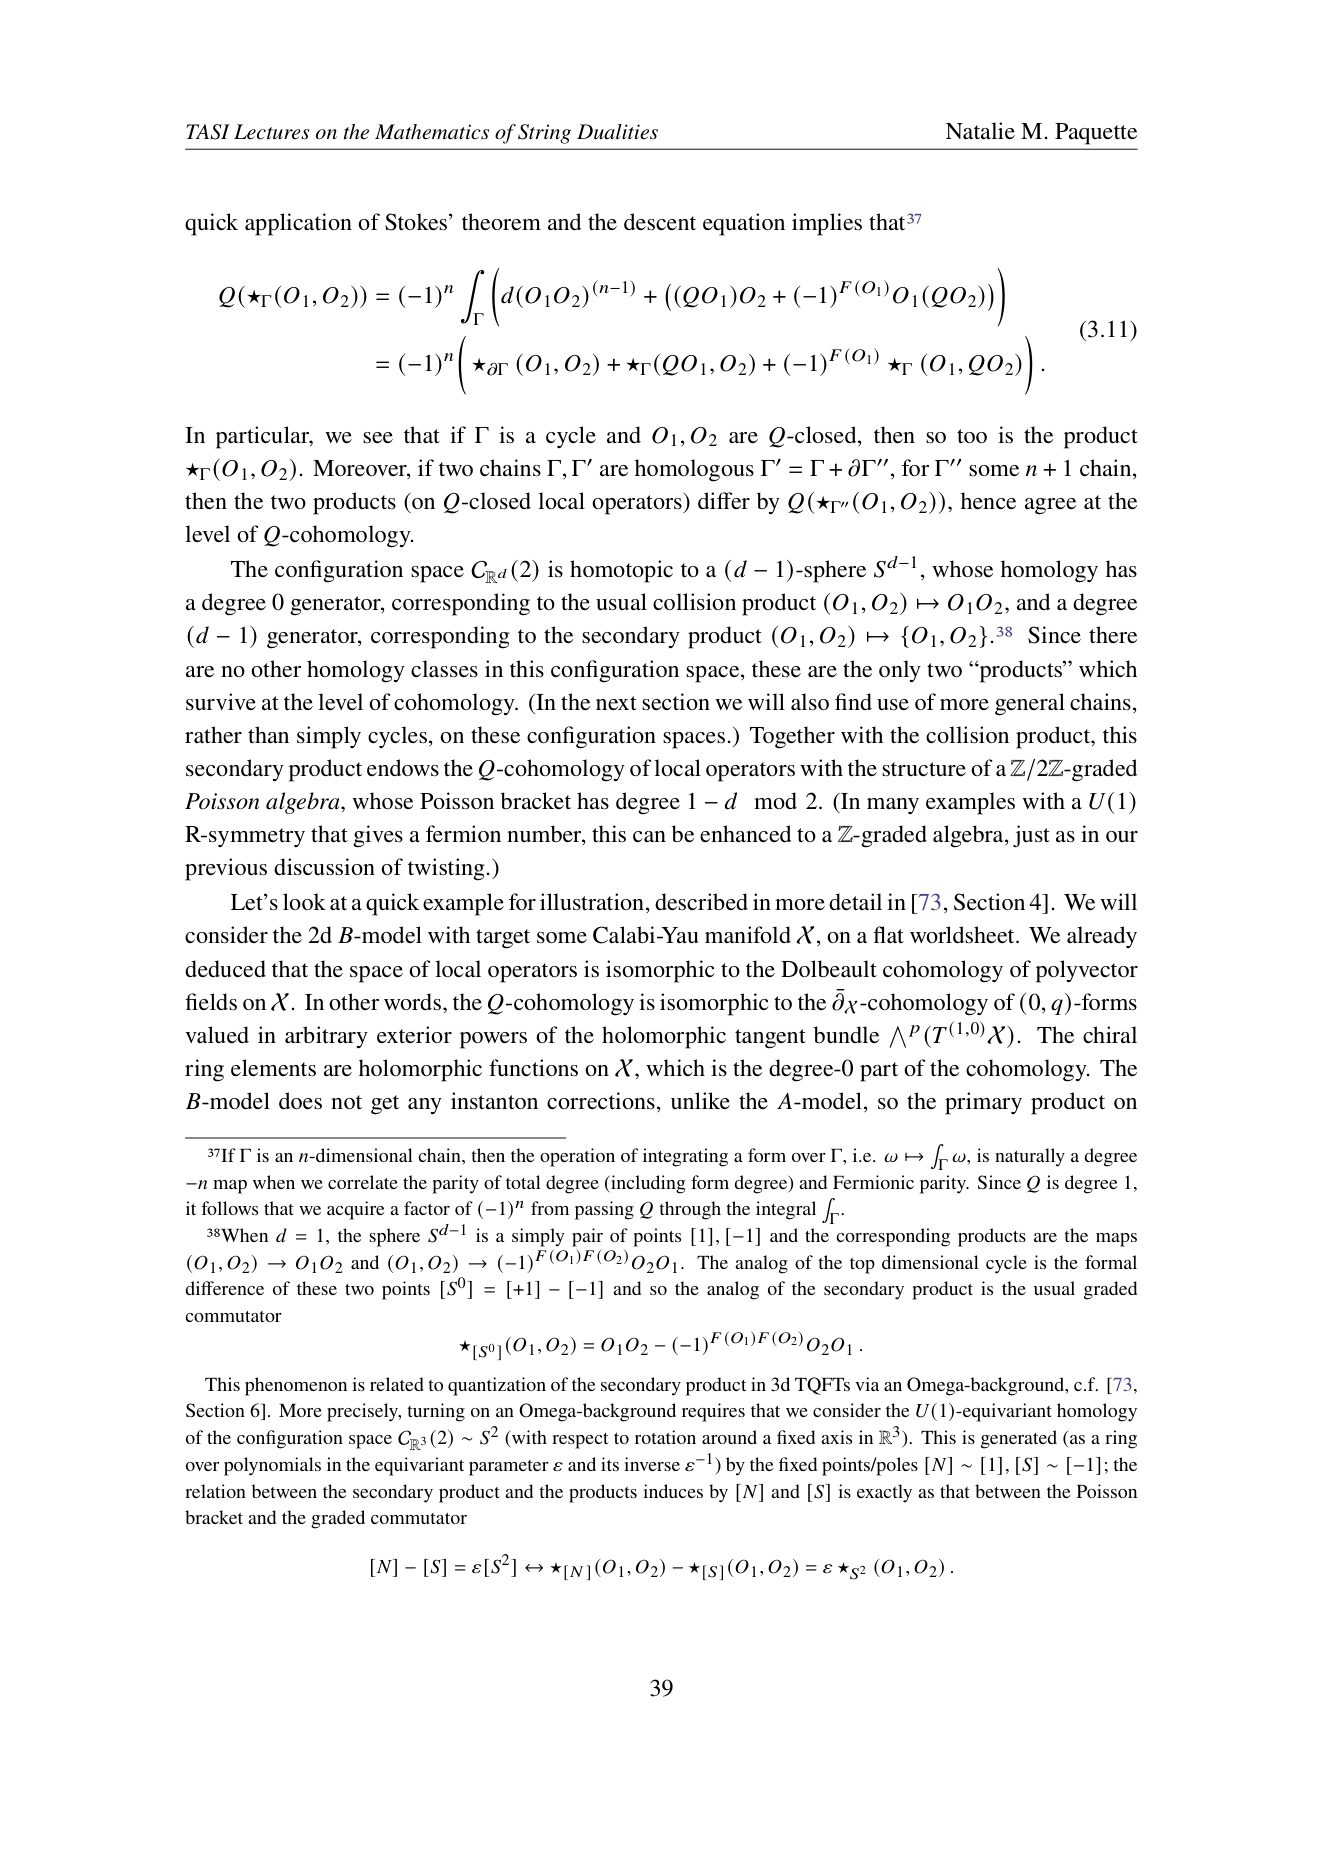 TASI Lectures on the Mathematics of String Dualities Natalie M. Paquette
quick application of Stokes’ theorem and the descent equation implies that³⁷
Q(★_Γ(O₁, O₂)) = (−1)ⁿ ∫_Γ (d(O₁O₂)^{(n−1)} + ((QO₁)O₂ + (−1)^{F(O₁)}O₁(QO₂)))
= (−1)ⁿ( ★_{∂Γ} (O₁, O₂) + ★_Γ(QO₁, O₂) + (−1)^{F(O₁)} ★_Γ (O₁, QO₂)) .
(3.11)
In particular, we see that if Γ is a cycle and O₁, O₂ are Q-closed, then so too is the product
★_Γ(O₁, O₂). Moreover, if two chains Γ, Γ′ are homologous Γ′ = Γ + ∂Γ′′, for Γ′′ some n + 1 chain,
then the two products (on Q-closed local operators) differ by Q(★_{Γ′′}(O₁, O₂)), hence agree at the
level of Q-cohomology.
The configuration space C_{ℝ^d}(2) is homotopic to a (d − 1)-sphere S^{d−1}, whose homology has
a degree 0 generator, corresponding to the usual collision product (O₁, O₂) ↦ O₁O₂, and a degree
(d − 1) generator, corresponding to the secondary product (O₁, O₂) ↦ {O₁, O₂}.³⁸ Since there
are no other homology classes in this configuration space, these are the only two “products” which
survive at the level of cohomology. (In the next section we will also find use of more general chains,
rather than simply cycles, on these configuration spaces.) Together with the collision product, this
secondary product endows the Q-cohomology of local operators with the structure of a ℤ/2ℤ-graded
Poisson algebra, whose Poisson bracket has degree 1 − d mod 2. (In many examples with a U(1)
R-symmetry that gives a fermion number, this can be enhanced to a ℤ-graded algebra, just as in our
previous discussion of twisting.)
Let’s look at a quick example for illustration, described in more detail in [73, Section 4]. We will
consider the 2d B-model with target some Calabi-Yau manifold X, on a flat worldsheet. We already
deduced that the space of local operators is isomorphic to the Dolbeault cohomology of polyvector
fields on X. In other words, the Q-cohomology is isomorphic to the ∂̄_X-cohomology of (0, q)-forms
valued in arbitrary exterior powers of the holomorphic tangent bundle ⋀^p(T^{(1,0)}X). The chiral
ring elements are holomorphic functions on X, which is the degree-0 part of the cohomology. The
B-model does not get any instanton corrections, unlike the A-model, so the primary product on
³⁷If Γ is an n-dimensional chain, then the operation of integrating a form over Γ, i.e. ω ↦ ∫_Γ ω, is naturally a degree
−n map when we correlate the parity of total degree (including form degree) and Fermionic parity. Since Q is degree 1,
it follows that we acquire a factor of (−1)ⁿ from passing Q through the integral ∫_Γ.
³⁸When d = 1, the sphere S^{d−1} is a simply pair of points [1], [−1] and the corresponding products are the maps
(O₁, O₂) → O₁O₂ and (O₁, O₂) → (−1)^{F(O₁)F(O₂)}O₂O₁. The analog of the top dimensional cycle is the formal
difference of these two points [S⁰] = [+1] − [−1] and so the analog of the secondary product is the usual graded
commutator
★_{[S⁰]}(O₁, O₂) = O₁O₂ − (−1)^{F(O₁)F(O₂)}O₂O₁ .
This phenomenon is related to quantization of the secondary product in 3d TQFTs via an Omega-background, c.f. [73,
Section 6]. More precisely, turning on an Omega-background requires that we consider the U(1)-equivariant homology
of the configuration space C_{ℝ³}(2) ∼ S² (with respect to rotation around a fixed axis in ℝ³). This is generated (as a ring
over polynomials in the equivariant parameter ε and its inverse ε⁻¹) by the fixed points/poles [N] ∼ [1], [S] ∼ [−1]; the
relation between the secondary product and the products induces by [N] and [S] is exactly as that between the Poisson
bracket and the graded commutator
[N] − [S] = ε[S²] ↔ ★_{[N]}(O₁, O₂) − ★_{[S]}(O₁, O₂) = ε ★_{S²} (O₁, O₂) .
39